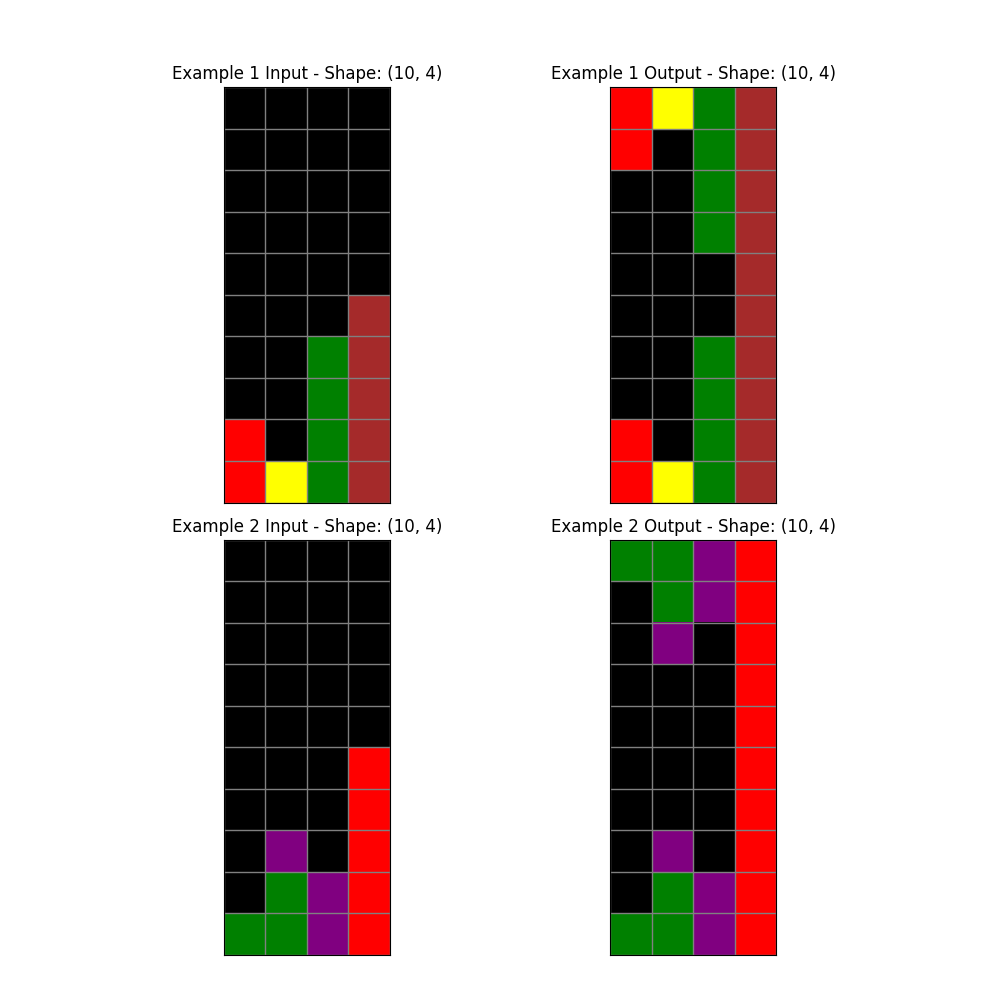 Example 1 Input - Shape: (10, 4)
Example 1 Output - Shape: (10, 4)
Example 2 Input - Shape: (10, 4)
Example 2 Output - Shape: (10, 4)